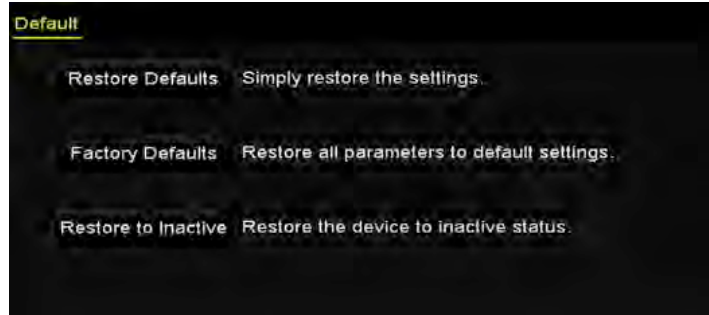 Default
Restore Defaults Simply restore the settings.
Factory Defaults Restore all parameters to default settings.
Restore to Inactive Restore the device to inactive status.